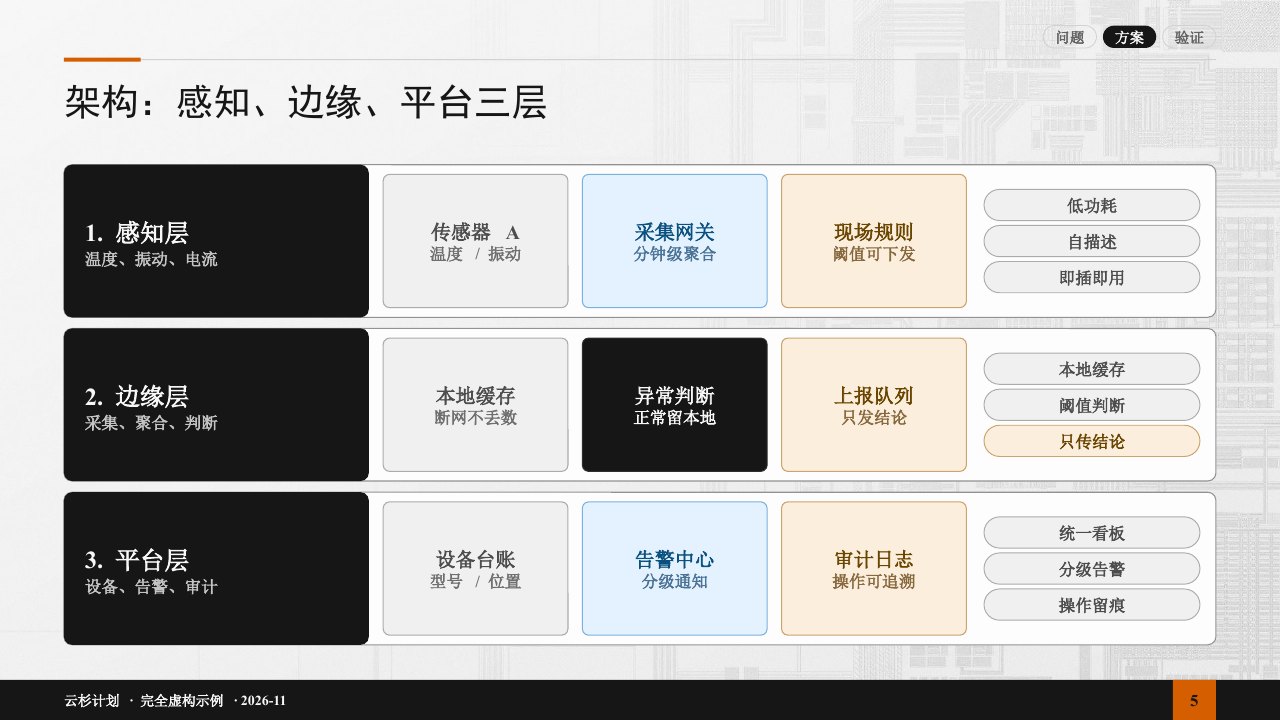 问题 方案 验证
架构：感知、边缘、平台三层
1. 感知层
温度、振动、电流
传感器 A
温度 / 振动
采集网关
分钟级聚合
现场规则
阈值可下发
低功耗
自描述
即插即用
2. 边缘层
采集、聚合、判断
本地缓存
断网不丢数
异常判断
正常留本地
上报队列
只发结论
本地缓存
阈值判断
只传结论
3. 平台层
设备、告警、审计
设备台账
型号 / 位置
告警中心
分级通知
审计日志
操作可追溯
统一看板
分级告警
操作留痕
云杉计划 · 完全虚构示例 · 2026-11
5